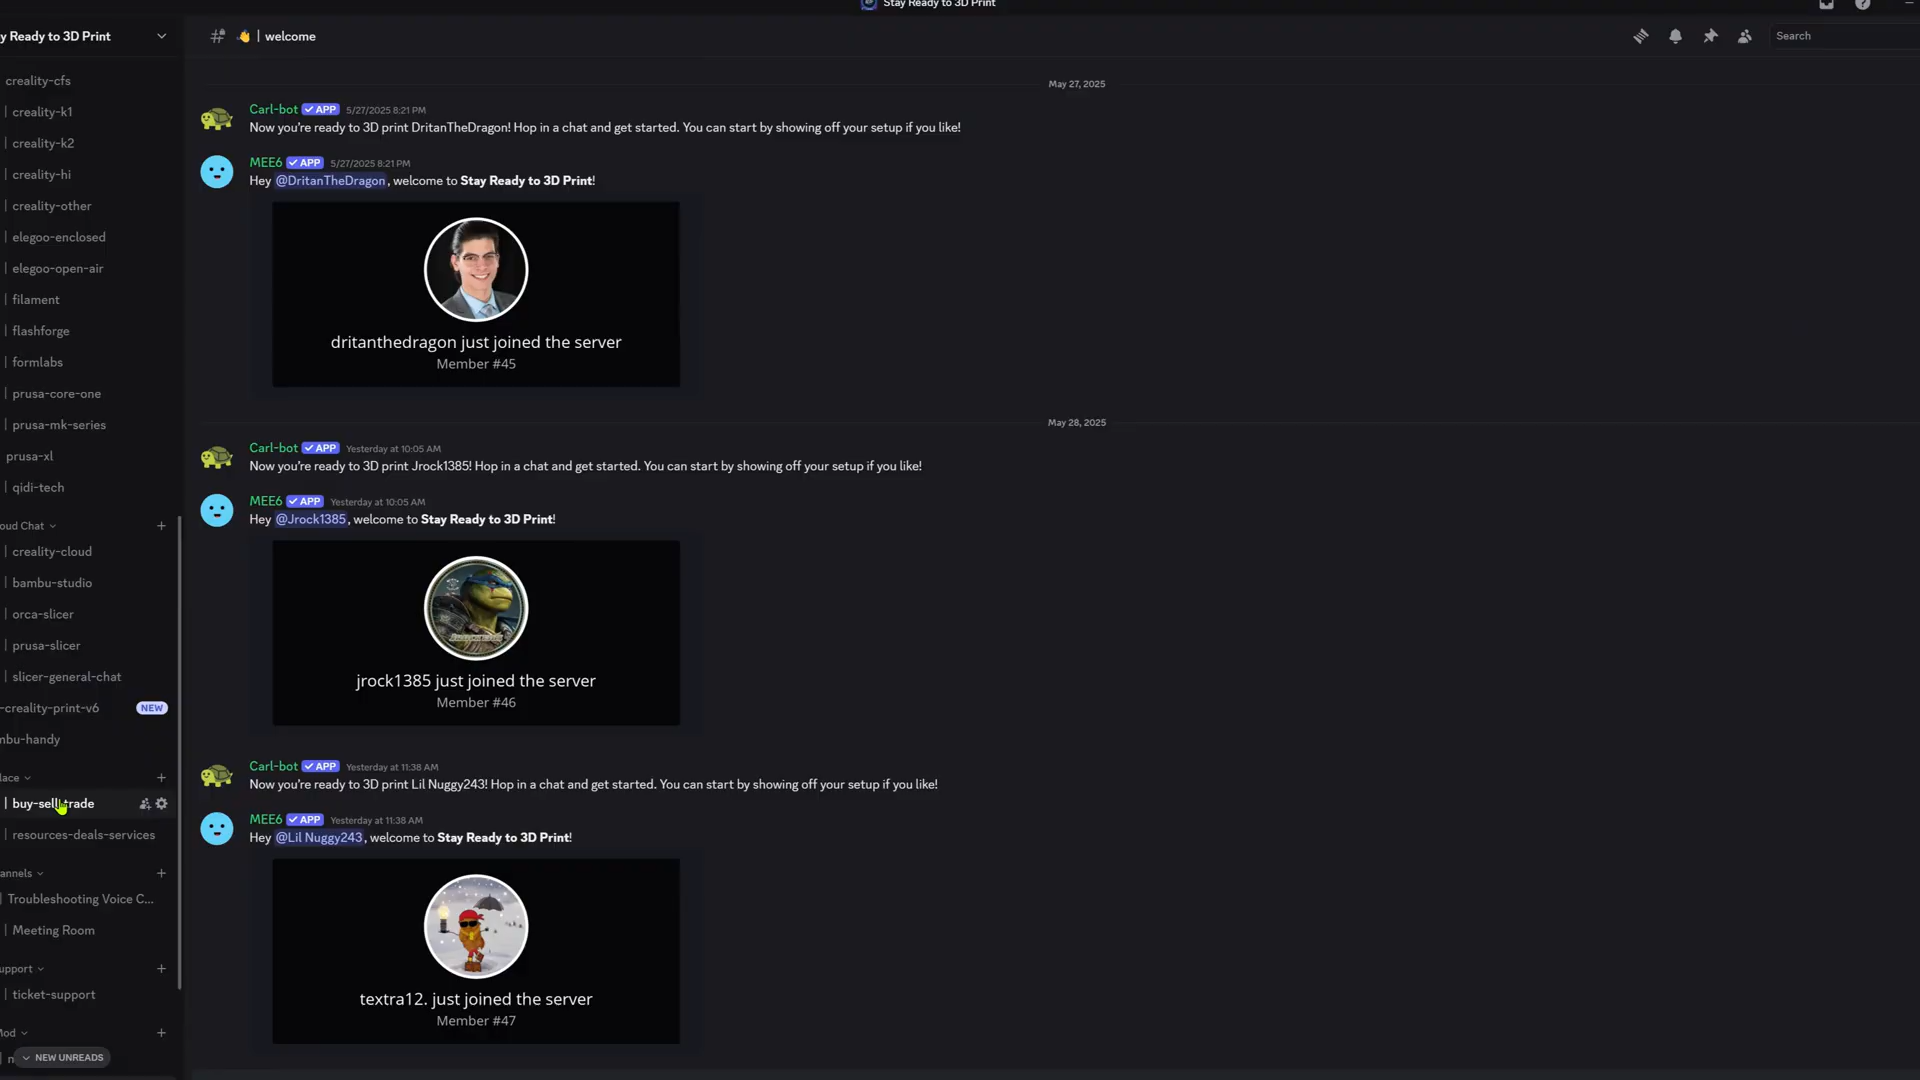 Stay Ready to 3D Print
y Ready to 3D Print
creality-cfs
creality-k1
creality-k2
creality-hi
creality-other
elegoo-enclosed
elegoo-open-air
filament
flashforge
formlabs
prusa-core-one
prusa-mk-series
prusa-xl
qidi-tech
oud Chat
creality-cloud
bambu-studio
orca-slicer
prusa-slicer
slicer-general-chat
-creality-print-v6 NEW
mbu-handy
lace
buy-sell-trade
resources-deals-services
annels
Troubleshooting Voice C...
Meeting Room
upport
ticket-support
Mod
NEW UNREADS
| welcome
Search
May 27, 2025
Carl-bot APP 5/27/2025 8:21 PM
Now you're ready to 3D print DritanTheDragon! Hop in a chat and get started. You can start by showing off your setup if you like!
MEE6 APP 5/27/2025 8:21 PM
Hey @DritanTheDragon, welcome to Stay Ready to 3D Print!
dritanthedragon just joined the server
Member #45
May 28, 2025
Carl-bot APP Yesterday at 10:05 AM
Now you're ready to 3D print Jrock1385! Hop in a chat and get started. You can start by showing off your setup if you like!
MEE6 APP Yesterday at 10:05 AM
Hey @Jrock1385, welcome to Stay Ready to 3D Print!
jrock1385 just joined the server
Member #46
Carl-bot APP Yesterday at 11:38 AM
Now you're ready to 3D print Lil Nuggy243! Hop in a chat and get started. You can start by showing off your setup if you like!
MEE6 APP Yesterday at 11:38 AM
Hey @Lil Nuggy243, welcome to Stay Ready to 3D Print!
textra12. just joined the server
Member #47